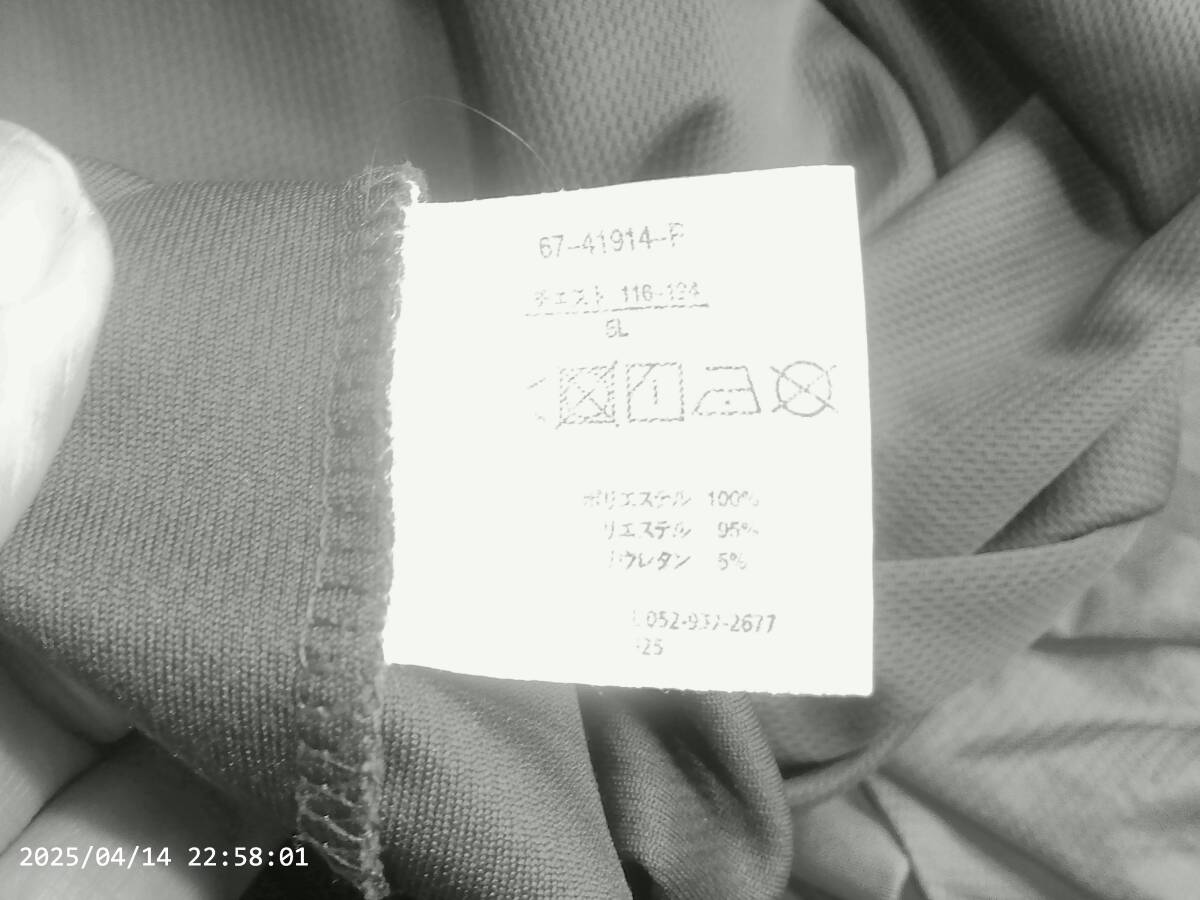 67-41914-F
チェスト 116-124
5L
ポリエステル 100%
リエステル 95%
ウレタン 5%
052-937-2677
-25
2025/04/14 22:58:01